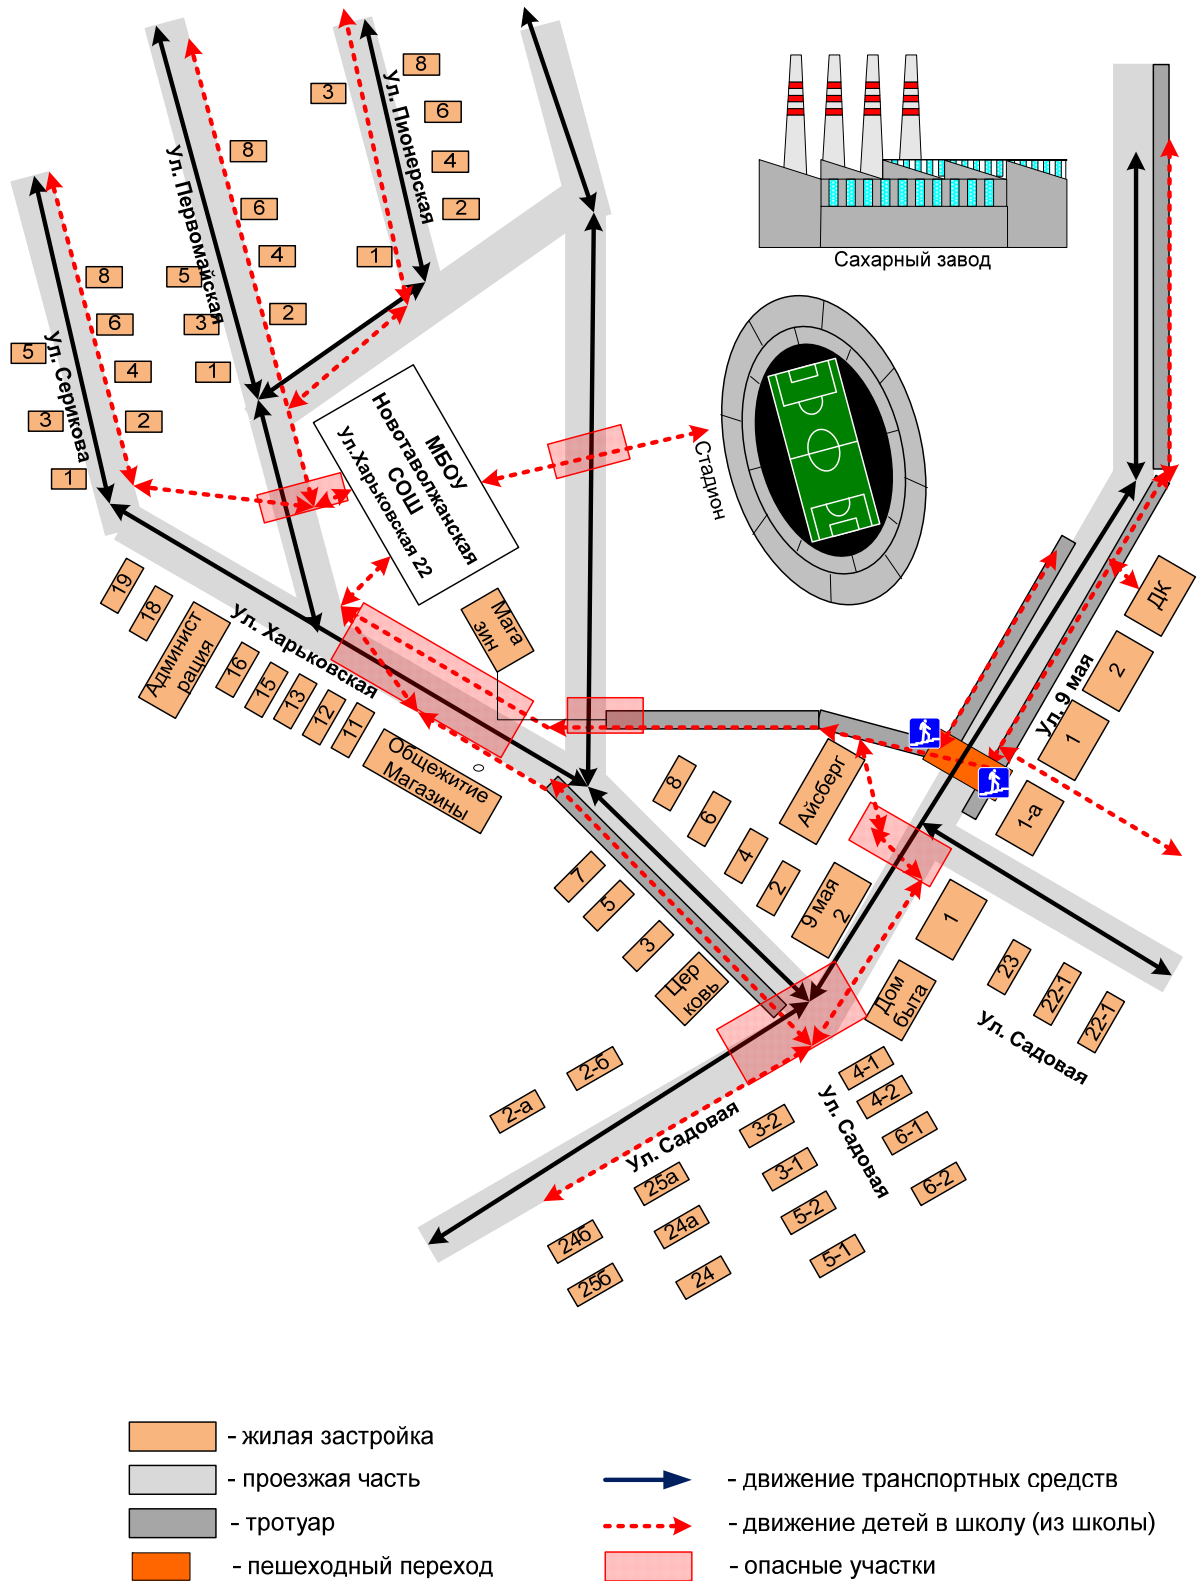 8
3
6
4
2
1
Ул. Пионерская
8
6
4
2
5
3
1
Ул. Первомайская
8
6
4
2
5
3
1
Ул. Серикова
Сахарный завод
Стадион
МБОУ
Новотаволжанская
СОШ
Ул.Харьковская 22
Мага
зин
19
18
Админист
рация
16
15
13
12
11
Ул. Харьковская
Общежитие
Магазины
ДК
2
1
1-а
Ул. 9 мая
Айсберг
8
6
4
2
9 мая
2
7
5
3
Цер
ковь
1
Дом
быта
23
22-1
22-1
Ул. Садовая
2-б
2-а
4-1
4-2
6-1
6-2
Ул. Садовая
3-2
3-1
5-2
5-1
Ул. Садовая
25а
24а
24
24б
25б
- жилая застройка
- проезжая часть
- тротуар
- пешеходный переход
- движение транспортных средств
- движение детей в школу (из школы)
- опасные участки